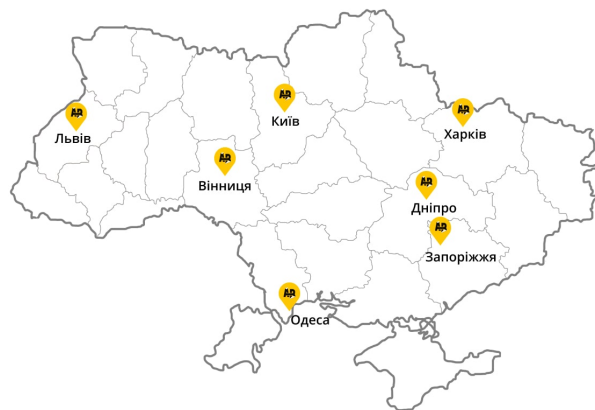 Львів
Київ
Харків
Вінниця
Дніпро
Запоріжжя
Одеса